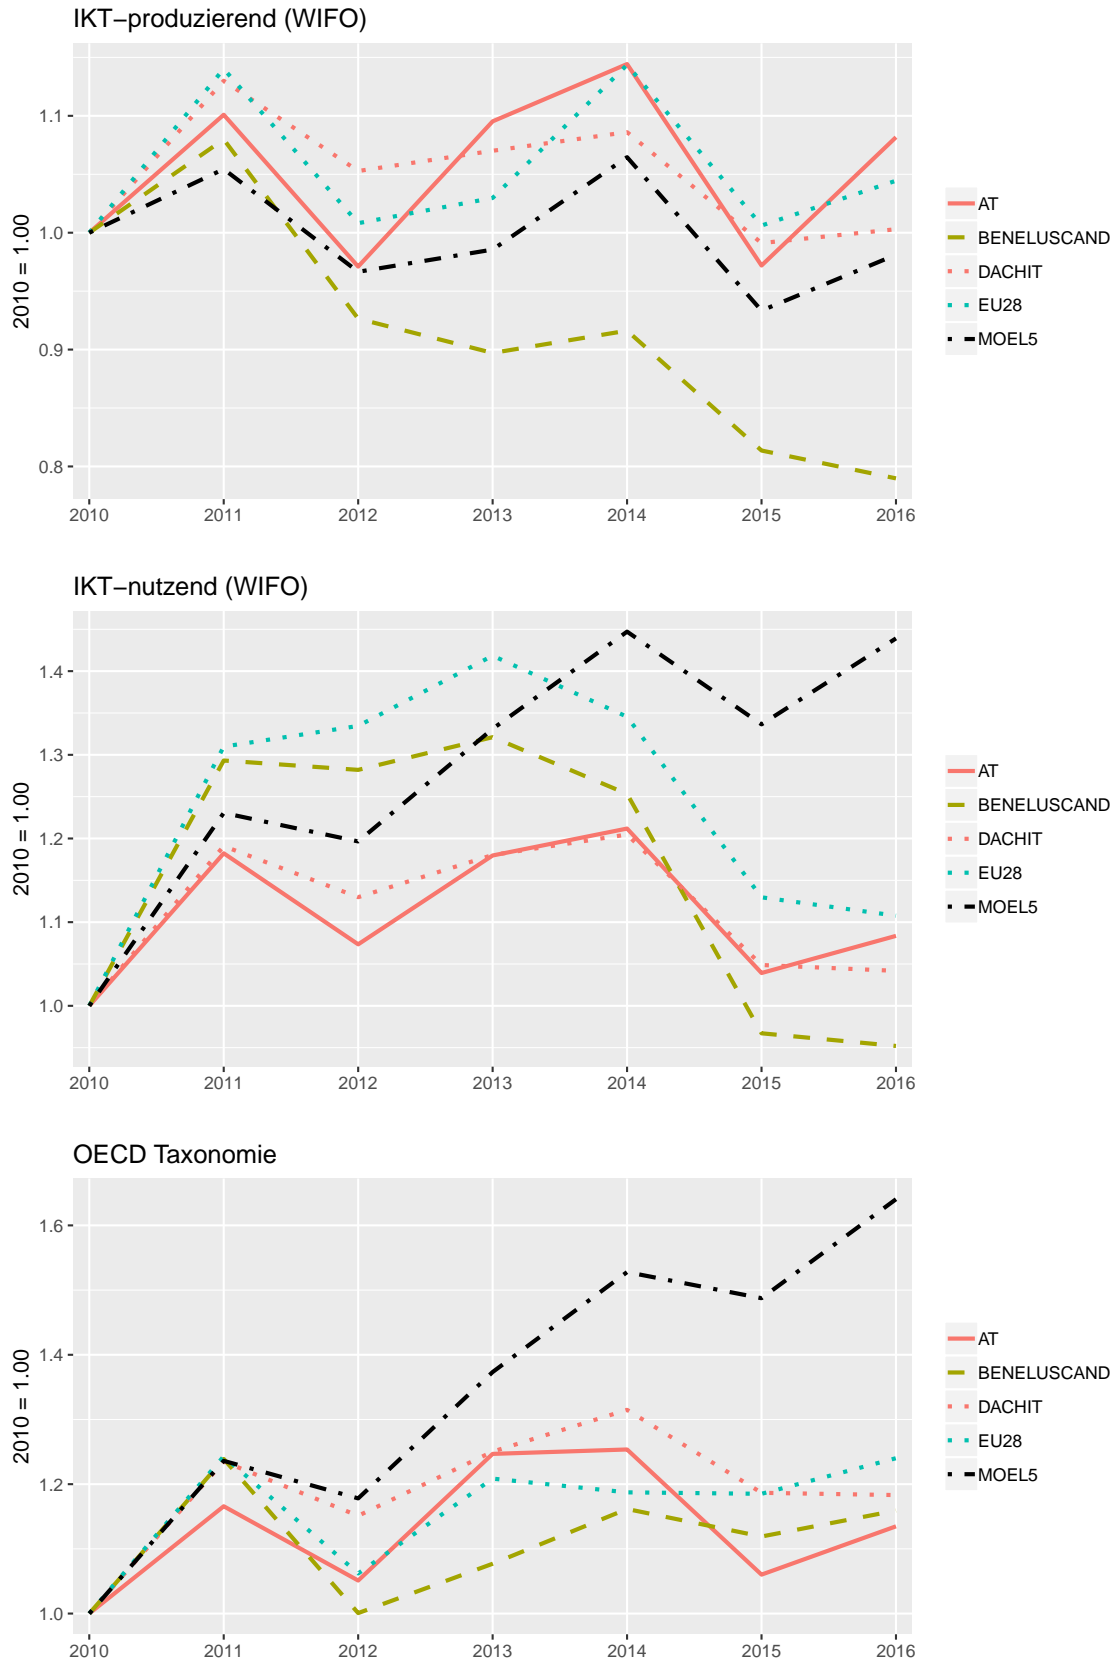 IKT−produzierend (WIFO)
2010 = 1.00
1.1
1.0
0.9
0.8
2010 2011 2012 2013 2014 2015 2016
AT
BENELUSCAND
DACHIT
EU28
MOEL5
IKT−nutzend (WIFO)
2010 = 1.00
1.4
1.3
1.2
1.1
1.0
2010 2011 2012 2013 2014 2015 2016
AT
BENELUSCAND
DACHIT
EU28
MOEL5
OECD Taxonomie
2010 = 1.00
1.6
1.4
1.2
1.0
2010 2011 2012 2013 2014 2015 2016
AT
BENELUSCAND
DACHIT
EU28
MOEL5